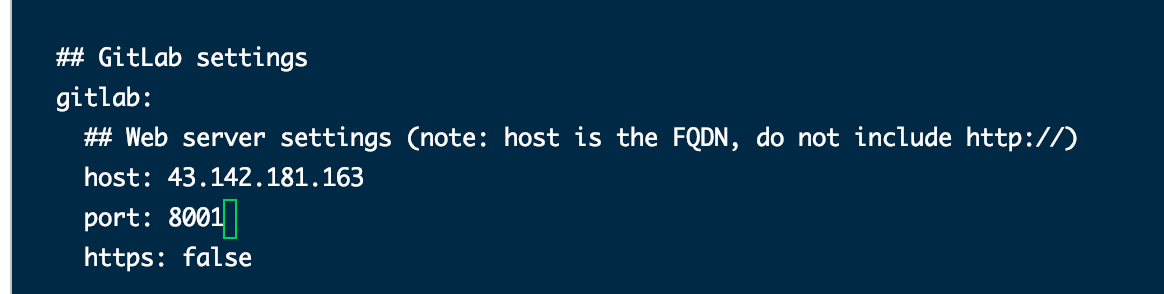 ## GitLab settings
gitlab:
## Web server settings (note: host is the FQDN, do not include http://)
host: 43.142.181.163
port: 8001
https: false